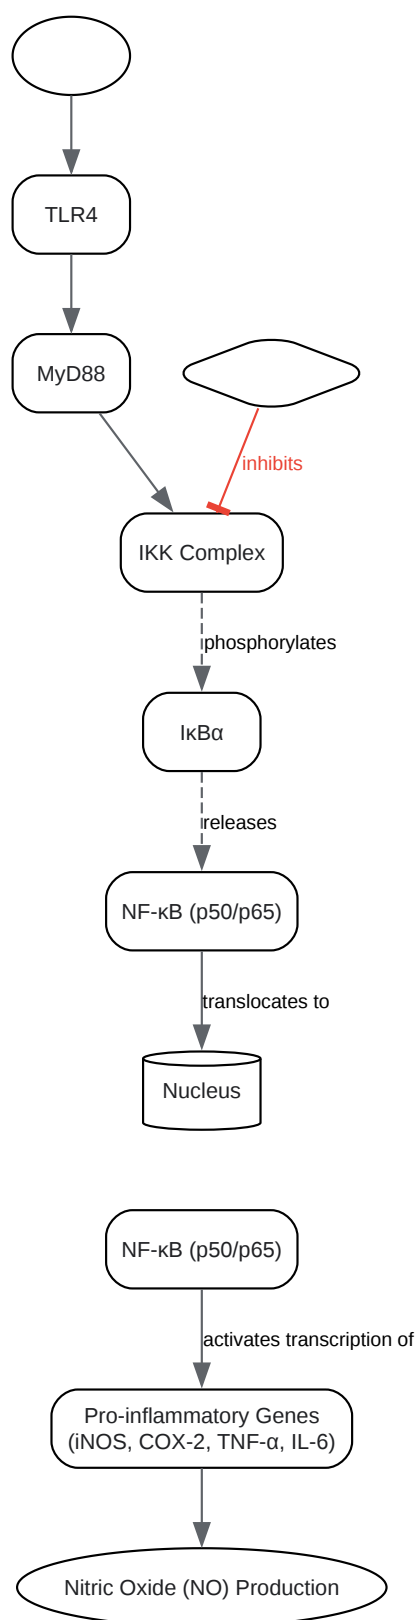 TLR4
MyD88
inhibits
IKK Complex
phosphorylates
IκBα
releases
NF-κB (p50/p65)
translocates to
Nucleus
NF-κB (p50/p65)
activates transcription of
Pro-inflammatory Genes
(iNOS, COX-2, TNF-α, IL-6)
Nitric Oxide (NO) Production